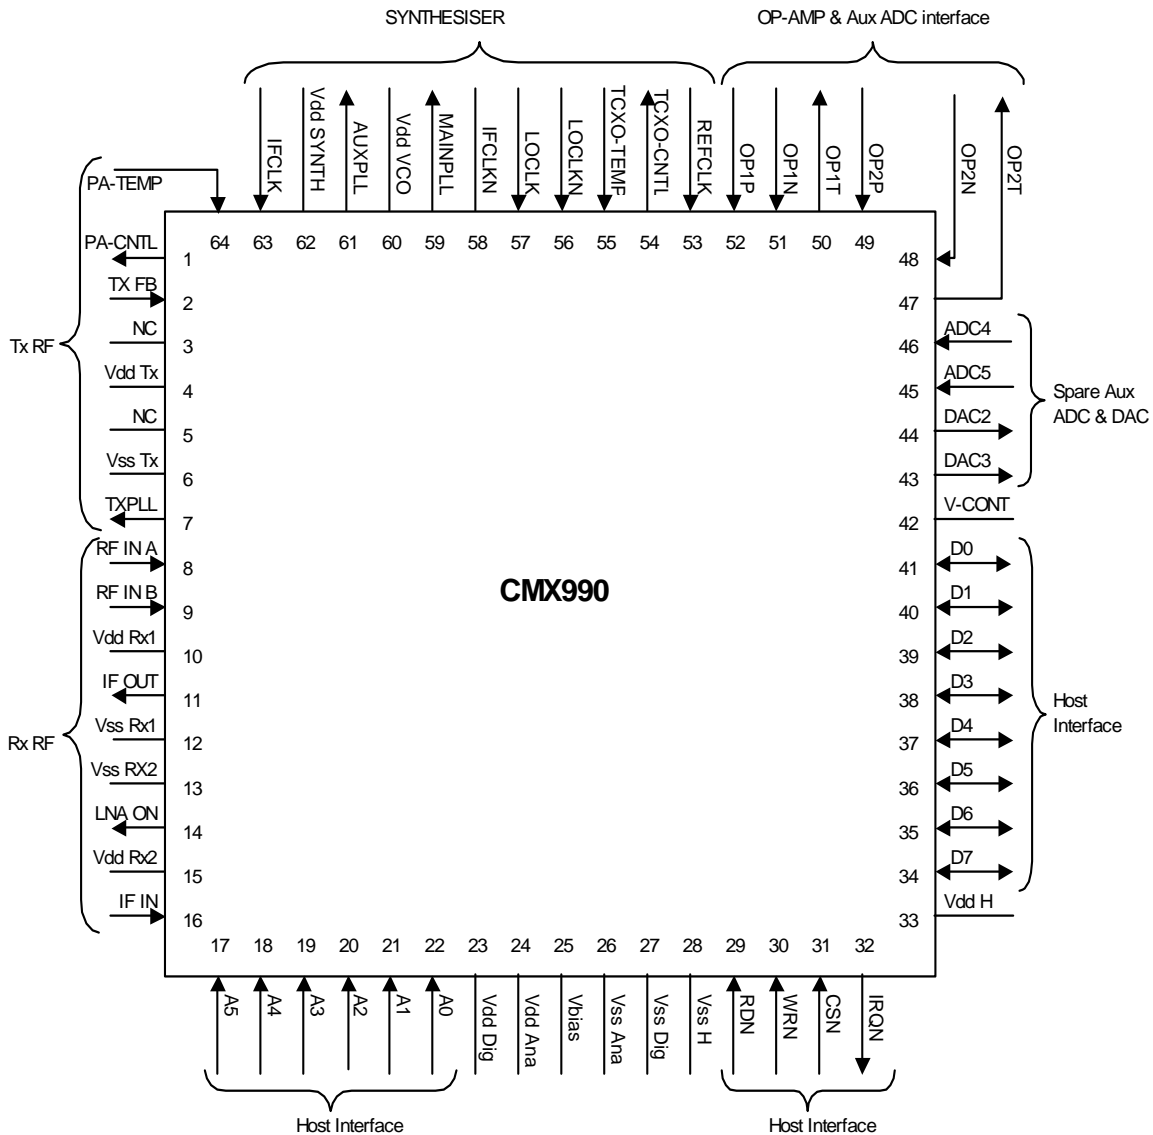 SYNTHESISER
OP-AMP & Aux ADC interface
IFCLK
Vdd SYNTH
AUXPLL
Vdd VCO
MAINPLL
IFCLKN
LOCLK
LOCLKN
TCXO-TEMP
TCXO-CNTL
REFCLK
OP1P
OP1N
OP1T
OP2P
OP2N
OP2T
64 63 62 61 60 59 58 57 56 55 54 53 52 51 50 49
Tx RF
PA-TEMP
PA-CNTL 1
TX FB 2
NC 3
Vdd Tx 4
NC 5
Vss Tx 6
TXPLL 7
Rx RF
RF IN A 8
RF IN B 9
Vdd Rx1 10
IF OUT 11
Vss Rx1 12
Vss RX2 13
LNA ON 14
Vdd Rx2 15
IF IN 16
CMX990
48
47
46 ADC4
45 ADC5
44 DAC2
43 DAC3
Spare Aux
ADC & DAC
42 V-CONT
41 D0
40 D1
39 D2
38 D3
37 D4
36 D5
35 D6
34 D7
Host
Interface
33 Vdd H
17 18 19 20 21 22 23 24 25 26 27 28 29 30 31 32
A5
A4
A3
A2
A1
A0
Vdd Dig
Vdd Ana
Vbias
Vss Ana
Vss Dig
Vss H
RDN
WRN
CSN
IRQN
Host Interface
Host Interface